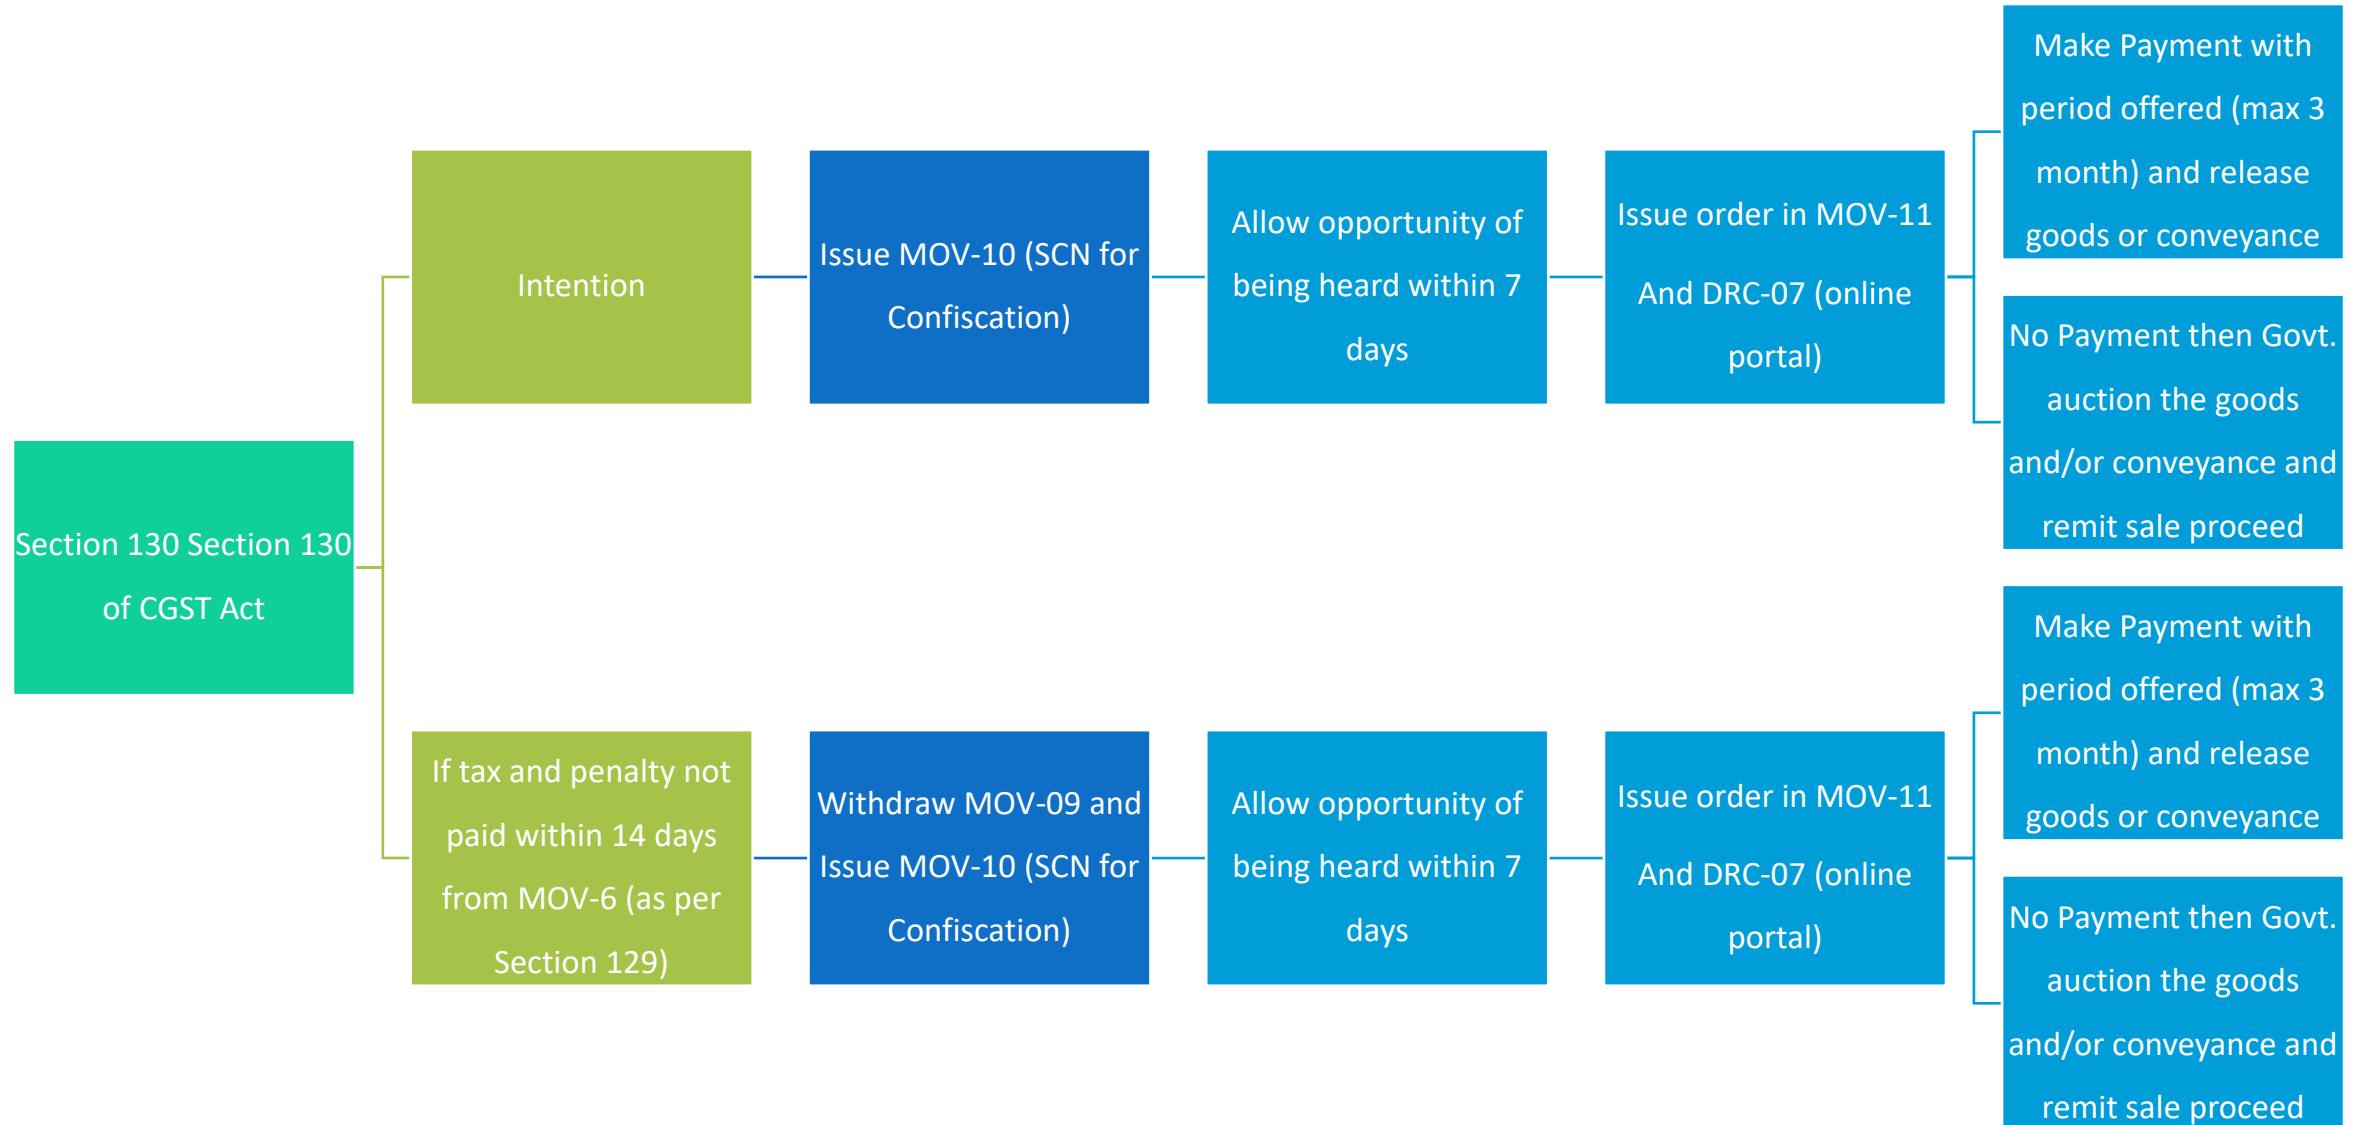 Section 130 Section 130
of CGST Act
Intention
Issue MOV-10 (SCN for
Confiscation)
Allow opportunity of
being heard within 7
days
Issue order in MOV-11
And DRC-07 (online
portal)
Make Payment with
period offered (max 3
month) and release
goods or conveyance
No Payment then Govt.
auction the goods
and/or conveyance and
remit sale proceed
If tax and penalty not
paid within 14 days
from MOV-6 (as per
Section 129)
Withdraw MOV-09 and
Issue MOV-10 (SCN for
Confiscation)
Allow opportunity of
being heard within 7
days
Issue order in MOV-11
And DRC-07 (online
portal)
Make Payment with
period offered (max 3
month) and release
goods or conveyance
No Payment then Govt.
auction the goods
and/or conveyance and
remit sale proceed